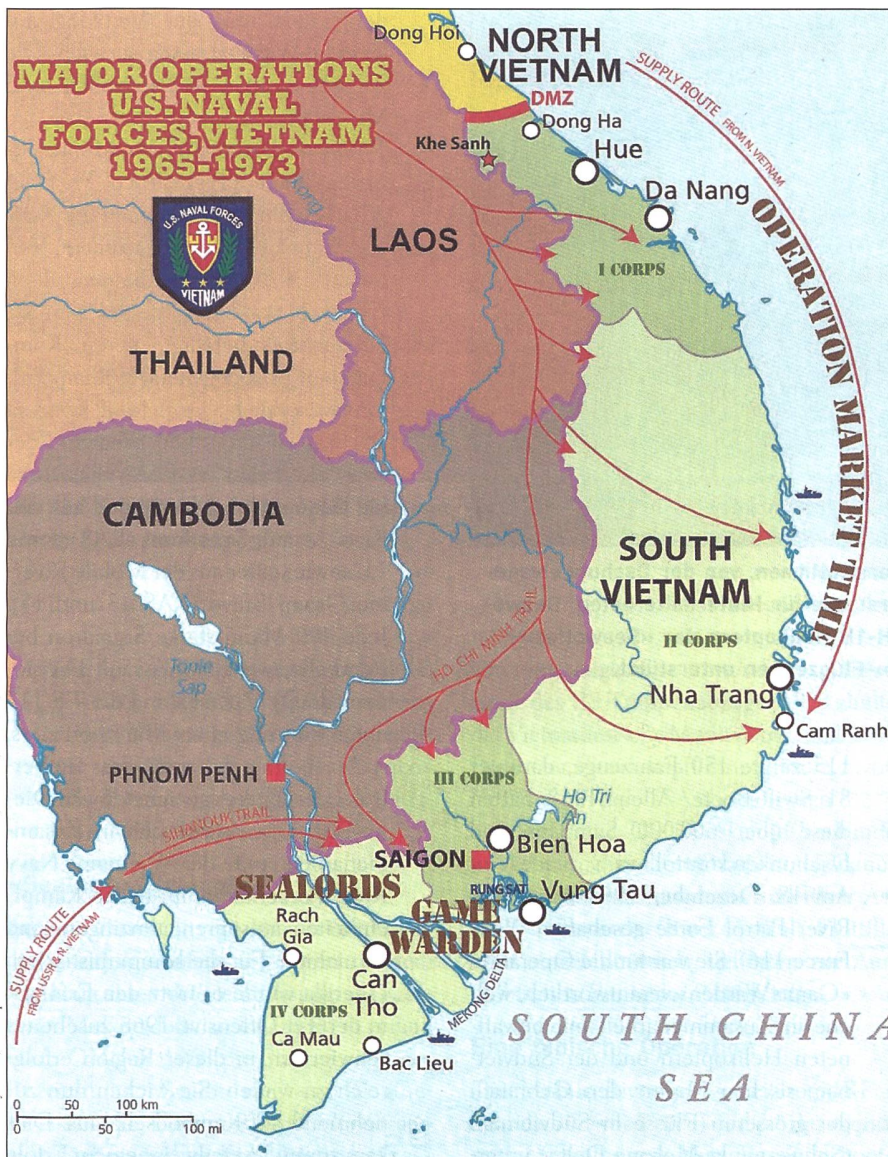 Dong Hoi
NORTH
VIETNAM
MAJOR OPERATIONS
U.S. NAVAL
FORCES, VIETNAM
1965-1973
SUPPLY ROUTE FROM N. VIETNAM
DMZ
Dong Ha
Khe Sanh
Hue
Kong
Da Nang
U.S. NAVAL FORCES
VIETNAM
LAOS
OPERATION MARKET TIME
I CORPS
THAILAND
CAMBODIA
SOUTH
VIETNAM
HO CHI MINH TRAIL
II CORPS
Tonle
Sap
Nha Trang
Cam Ranh
PHNOM PENH
III CORPS
Ho Tri
An
SIHANOUK TRAIL
Bien Hoa
SAIGON
SEALORDS
RUNG SAT
Vung Tau
GAME
WARDEN
Rach
Gia
SUPPLY ROUTE
FROM USSR & N. VIETNAM
Can
Tho
MEKONG DELTA
IV CORPS
SOUTH CHINA
SEA
Ca Mau
Bac Lieu
0 50 100 km
0 50 100 mi